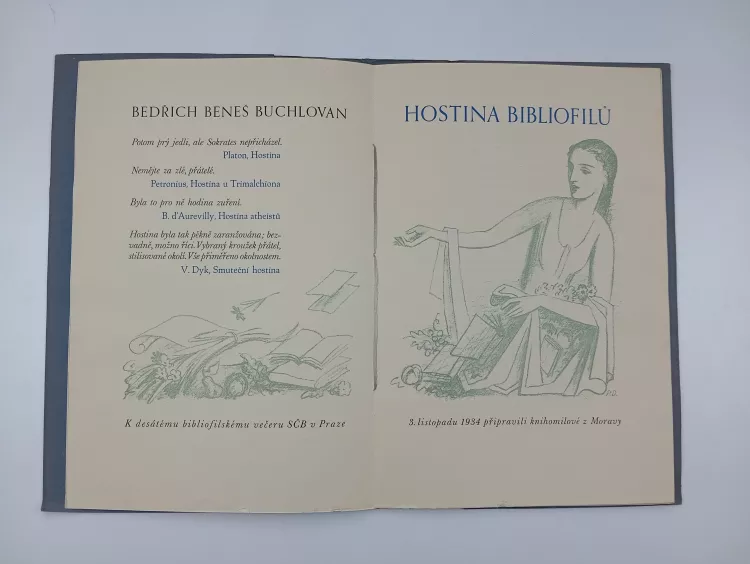 BEDŘICH BENEŠ BUCHLOVAN
Potom prý jedli, ale Sokrates nepřicházel.
Platon, Hostina
Nemějte za zlé, přátelé.
Petronius, Hostina u Trimalchiona
Byla to pro ně hodina zuření.
B. d'Aurevilly, Hostina atheistů
Hostina byla tak pěkně zaranžována; bez-
vadně, možno říci. Vybraný kroužek přátel,
stilisované okolí. Vše přiměřeno okolnostem.
V. Dyk, Smuteční hostina
K desátému bibliofilskému večeru SČB v Praze
HOSTINA BIBLIOFILŮ
3. listopadu 1934 připravili knihomilové z Moravy